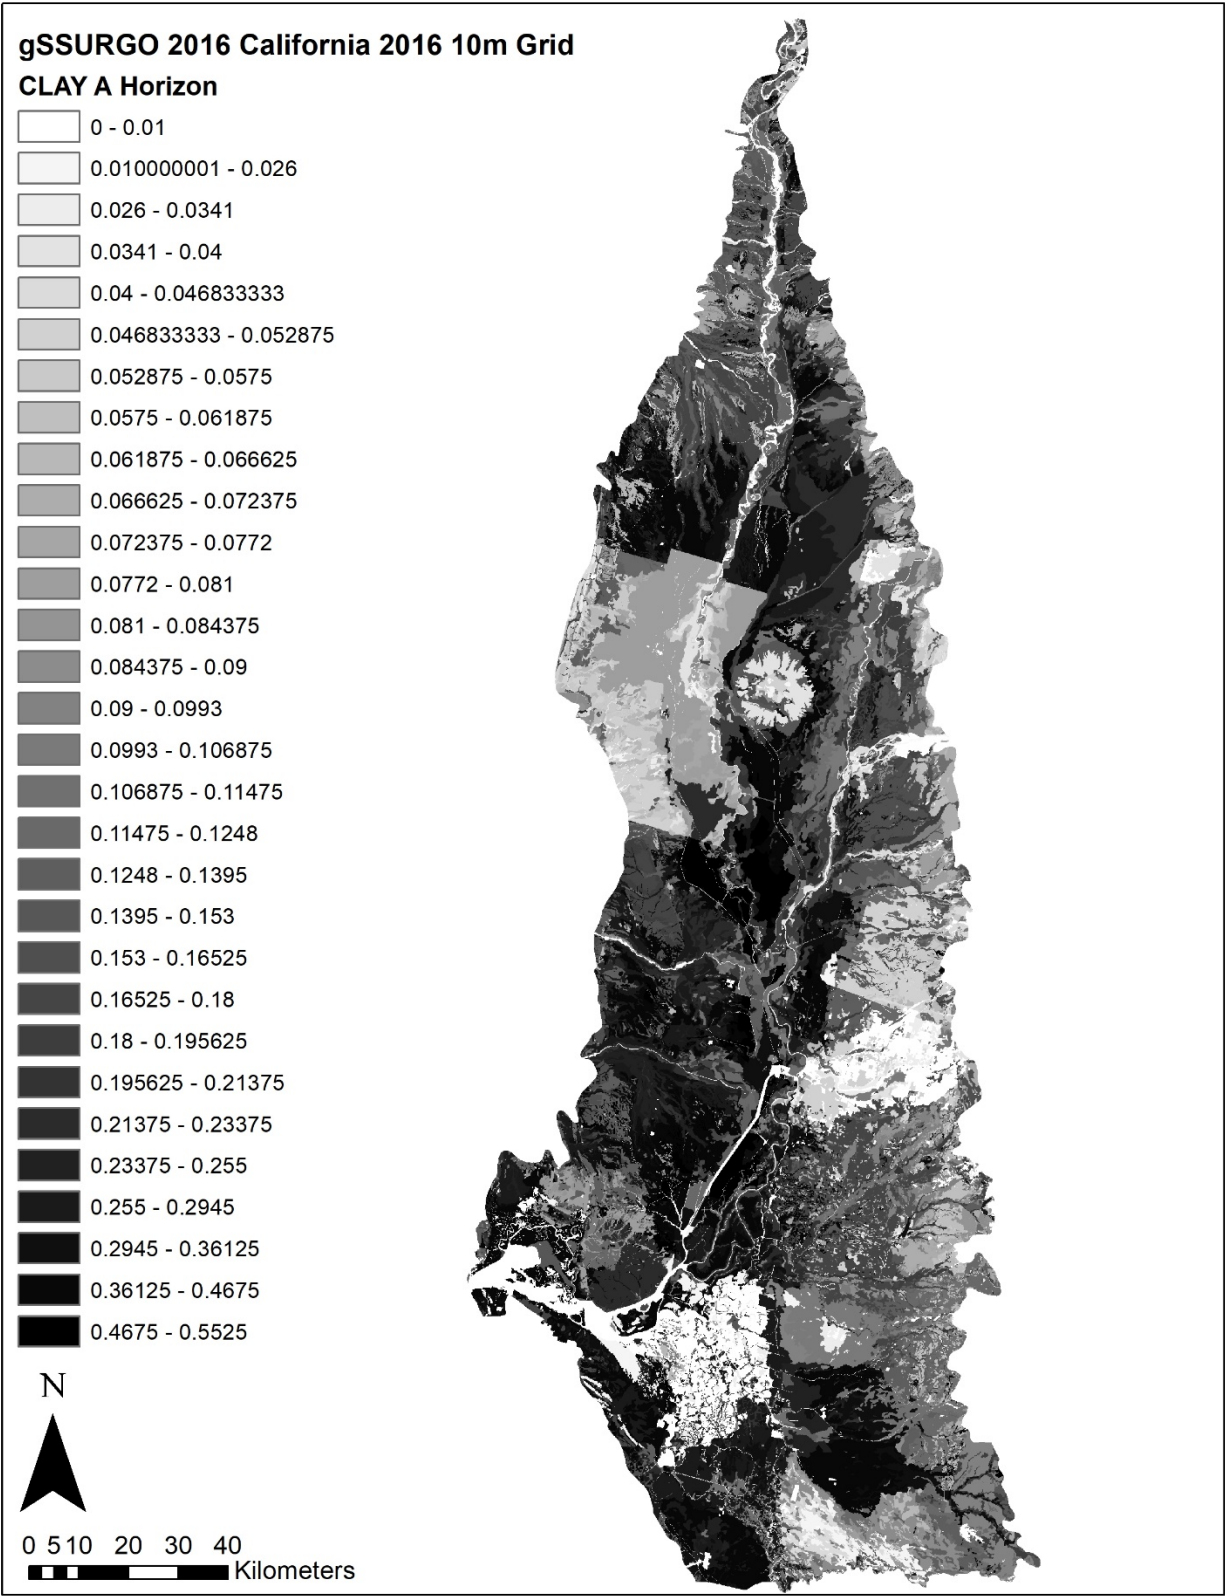 gSSURGO 2016 California 2016 10m Grid
CLAY A Horizon
0 - 0.01
0.010000001 - 0.026
0.026 - 0.0341
0.0341 - 0.04
0.04 - 0.046833333
0.046833333 - 0.052875
0.052875 - 0.0575
0.0575 - 0.061875
0.061875 - 0.066625
0.066625 - 0.072375
0.072375 - 0.0772
0.0772 - 0.081
0.081 - 0.084375
0.084375 - 0.09
0.09 - 0.0993
0.0993 - 0.106875
0.106875 - 0.11475
0.11475 - 0.1248
0.1248 - 0.1395
0.1395 - 0.153
0.153 - 0.16525
0.16525 - 0.18
0.18 - 0.195625
0.195625 - 0.21375
0.21375 - 0.23375
0.23375 - 0.255
0.255 - 0.2945
0.2945 - 0.36125
0.36125 - 0.4675
0.4675 - 0.5525
N
0 5 10 20 30 40
Kilometers